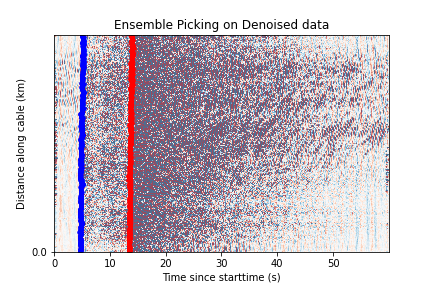 Ensemble Picking on Denoised data
Distance along cable (km)
0.0
0 10 20 30 40 50
Time since starttime (s)